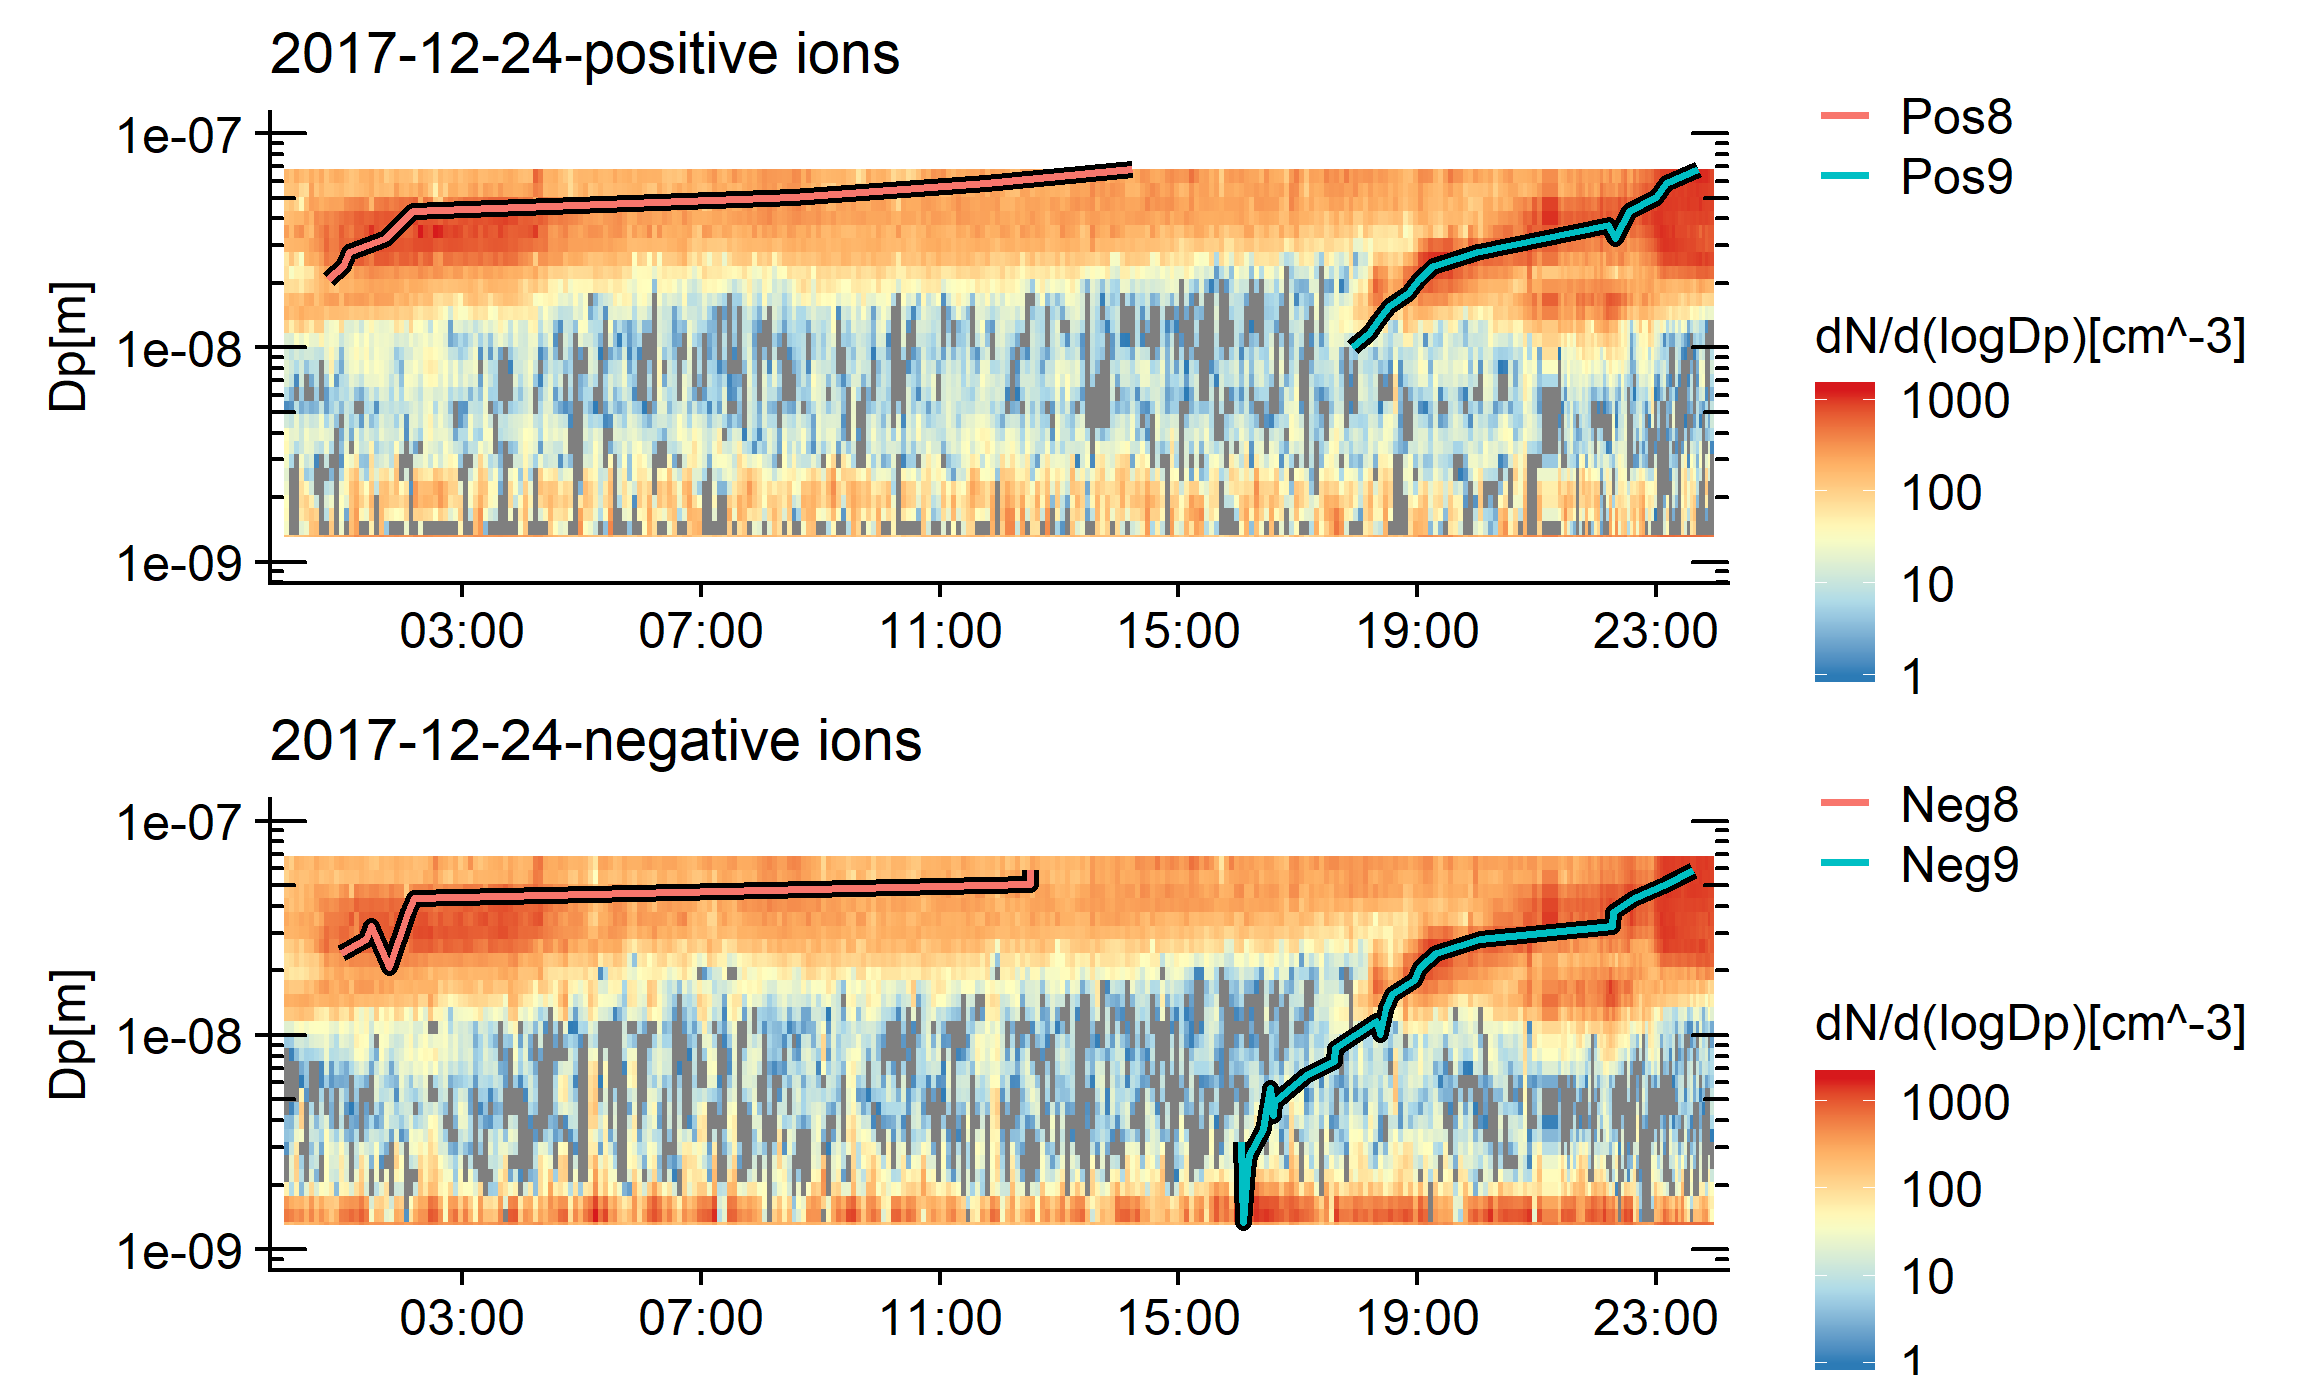 2017-12-24-positive ions
1e-07
1e-08
1e-09
Dp[m]
03:00 07:00 11:00 15:00 19:00 23:00
Pos8
Pos9
dN/d(logDp)[cm^-3]
1000
100
10
1
2017-12-24-negative ions
1e-07
1e-08
1e-09
Dp[m]
03:00 07:00 11:00 15:00 19:00 23:00
Neg8
Neg9
dN/d(logDp)[cm^-3]
1000
100
10
1